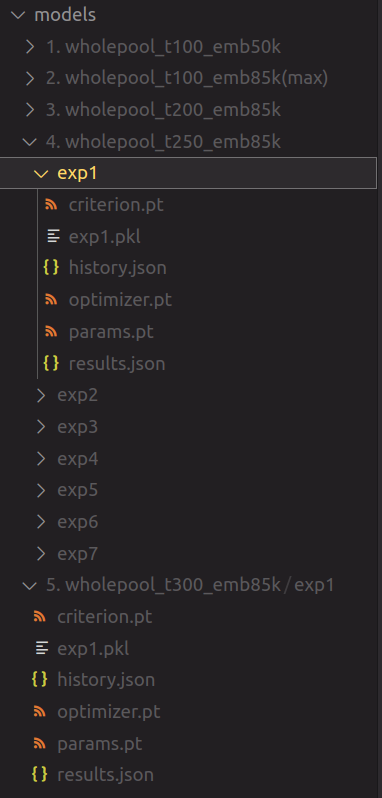 models
1. wholepool_t100_emb50k
2. wholepool_t100_emb85k(max)
3. wholepool_t200_emb85k
4. wholepool_t250_emb85k
exp1
criterion.pt
exp1.pkl
history.json
optimizer.pt
params.pt
results.json
exp2
exp3
exp4
exp5
exp6
exp7
5. wholepool_t300_emb85k/exp1
criterion.pt
exp1.pkl
history.json
optimizer.pt
params.pt
results.json